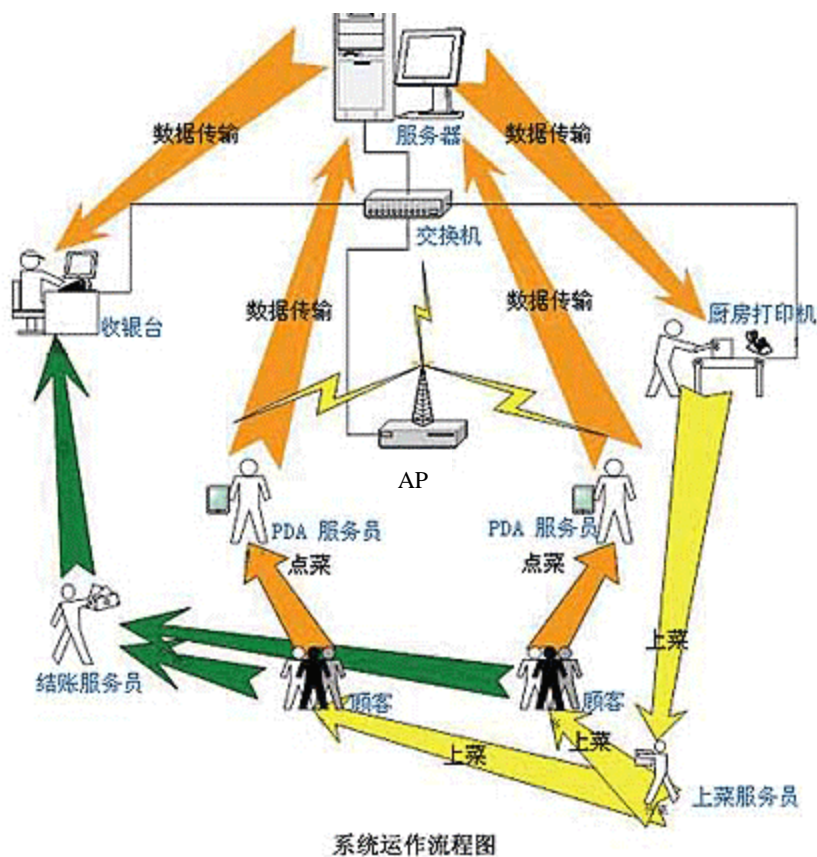 数据传输
服务器
数据传输
交换机
收银台
数据传输
数据传输
厨房打印机
AP
PDA 服务员
PDA 服务员
点菜
点菜
上菜
结账服务员
顾客
顾客
上菜
上菜
上菜服务员
系统运作流程图